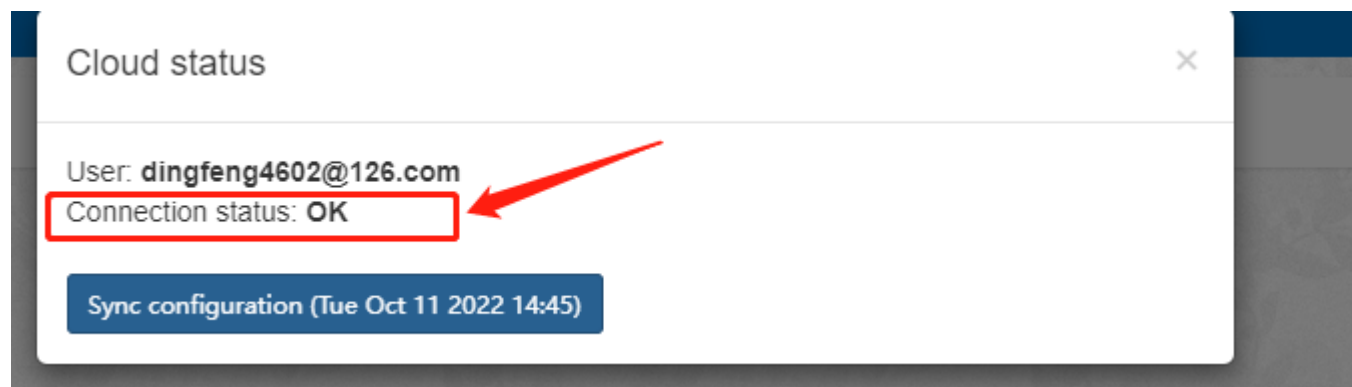 Cloud status
×
User: dingfeng4602@126.com
Connection status: OK
Sync configuration (Tue Oct 11 2022 14:45)